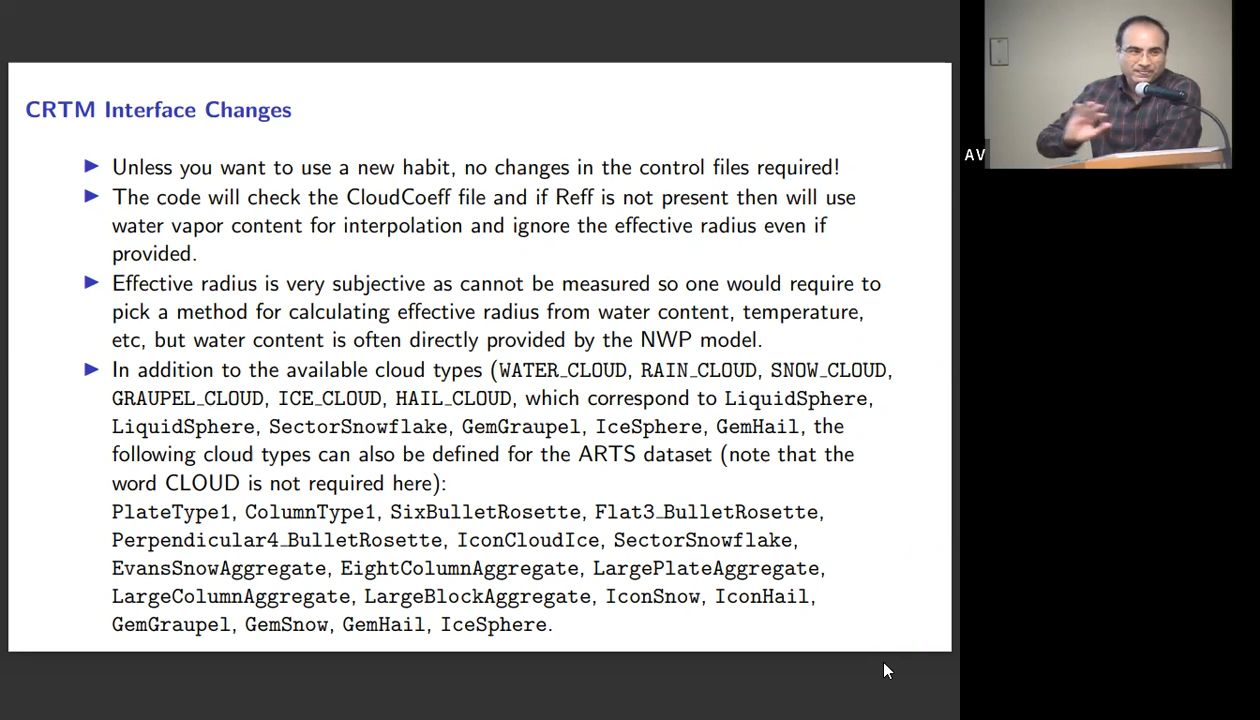 CRTM Interface Changes
▶ Unless you want to use a new habit, no changes in the control files required!
▶ The code will check the CloudCoeff file and if Reff is not present then will use
water vapor content for interpolation and ignore the effective radius even if
provided.
▶ Effective radius is very subjective as cannot be measured so one would require to
pick a method for calculating effective radius from water content, temperature,
etc, but water content is often directly provided by the NWP model.
▶ In addition to the available cloud types (WATER_CLOUD, RAIN_CLOUD, SNOW_CLOUD,
GRAUPEL_CLOUD, ICE_CLOUD, HAIL_CLOUD, which correspond to LiquidSphere,
LiquidSphere, SectorSnowflake, GemGraupel, IceSphere, GemHail, the
following cloud types can also be defined for the ARTS dataset (note that the
word CLOUD is not required here):
PlateType1, ColumnType1, SixBulletRosette, Flat3_BulletRosette,
Perpendicular4_BulletRosette, IconCloudIce, SectorSnowflake,
EvansSnowAggregate, EightColumnAggregate, LargePlateAggregate,
LargeColumnAggregate, LargeBlockAggregate, IconSnow, IconHail,
GemGraupel, GemSnow, GemHail, IceSphere.
AV